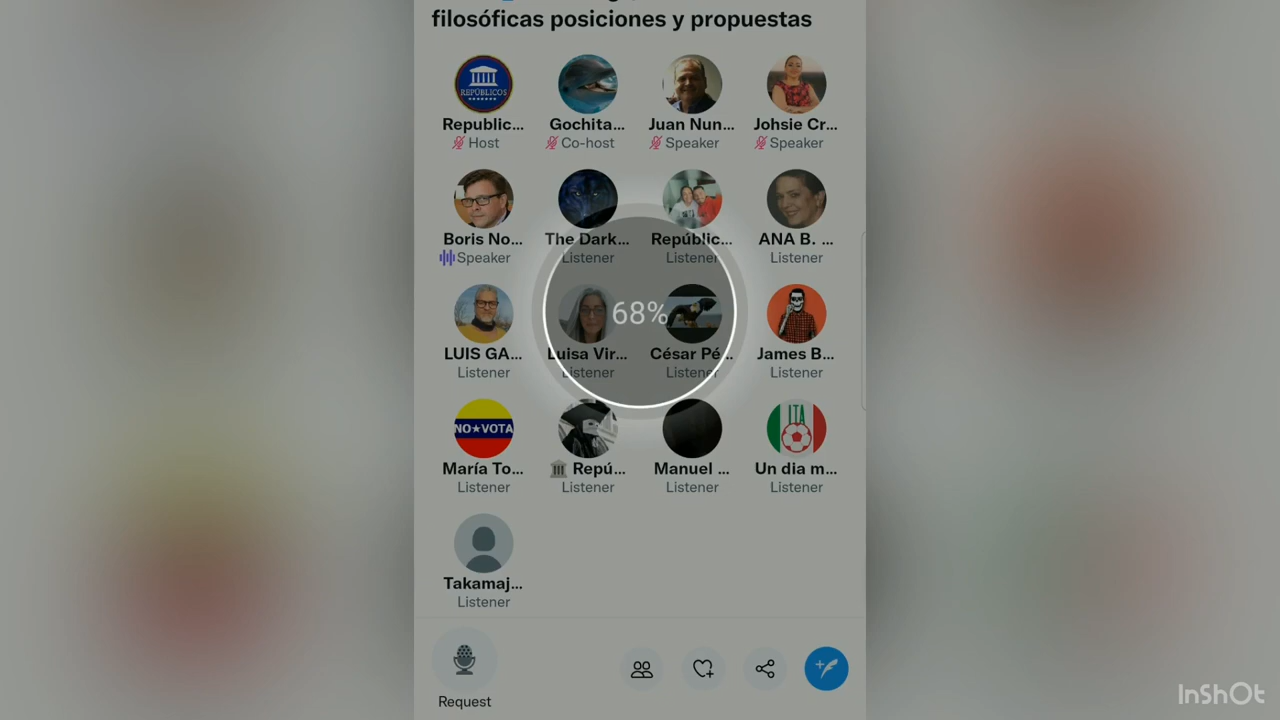 filosóficas posiciones y propuestas
REPÚBLICOS
Republic... Gochita... Juan Nun... Johsie Cr...
Host Co-host Speaker Speaker
Boris No... The Dark... Repúblic... ANA B. ...
Speaker Listener Listener Listener
68%
LUIS GA... Luisa Vir... César Pé... James B...
Listener Listener Listener Listener
NO★VOTA
ITA
María To... Repú... Manuel ... Un dia m...
Listener Listener Listener Listener
Takamaj...
Listener
Request
InShOt